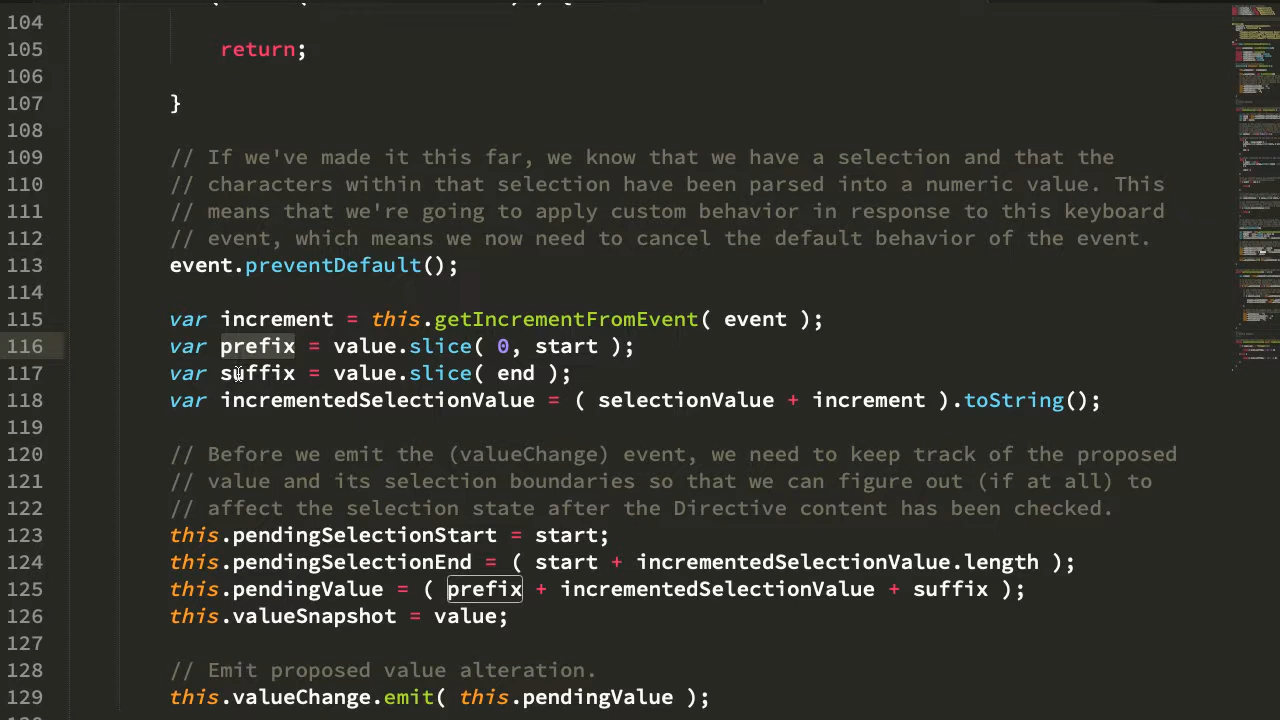 104
105 return;
106
107 }
108
109 // If we've made it this far, we know that we have a selection and that the
110 // characters within that selection have been parsed into a numeric value. This
111 // means that we're going to apply custom behavior in response to this keyboard
112 // event, which means we now need to cancel the default behavior of the event.
113 event.preventDefault();
114
115 var increment = this.getIncrementFromEvent( event );
116 var prefix = value.slice( 0, start );
117 var suffix = value.slice( end );
118 var incrementedSelectionValue = ( selectionValue + increment ).toString();
119
120 // Before we emit the (valueChange) event, we need to keep track of the proposed
121 // value and its selection boundaries so that we can figure out (if at all) to
122 // affect the selection state after the Directive content has been checked.
123 this.pendingSelectionStart = start;
124 this.pendingSelectionEnd = ( start + incrementedSelectionValue.length );
125 this.pendingValue = ( prefix + incrementedSelectionValue + suffix );
126 this.valueSnapshot = value;
127
128 // Emit proposed value alteration.
129 this.valueChange.emit( this.pendingValue );